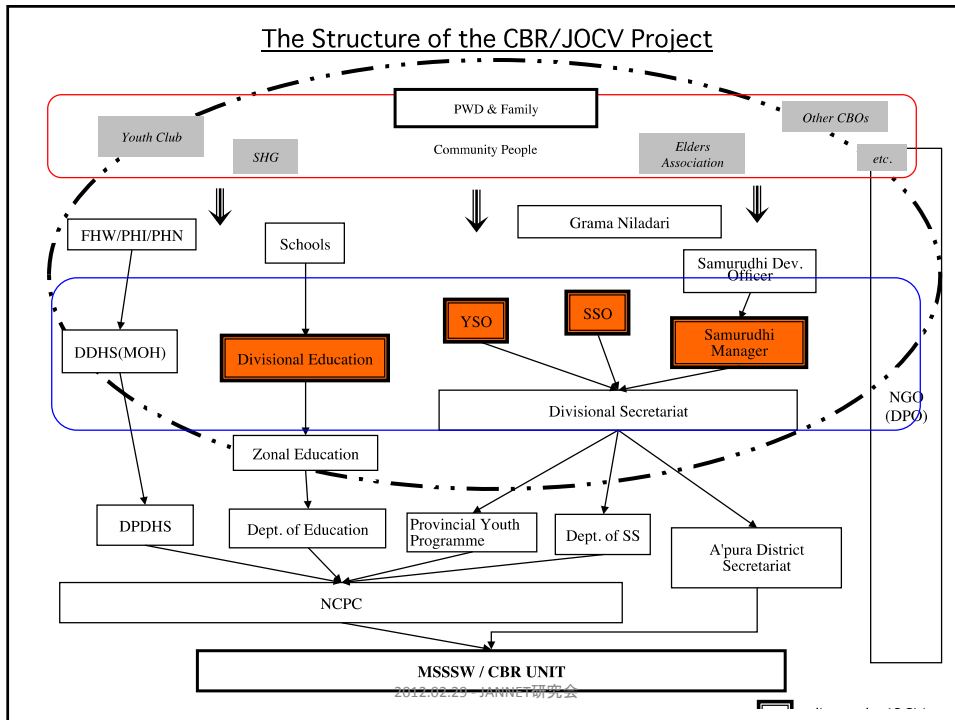 The Structure of the CBR/JOCV Project
PWD & Family
Other CBOs
Youth Club
Community People
Elders
Association
SHG
etc.
Grama Niladari
FHW/PHI/PHN
Schools
Samurudhi Dev.
Officer
YSO
SSO
Samurudhi
Manager
DDHS(MOH)
Divisional Education
NGO
(DPO)
Divisional Secretariat
Zonal Education
DPDHS
Dept. of Education
Provincial Youth
Programme
Dept. of SS
A'pura District
Secretariat
NCPC
MSSSW / CBR UNIT
2012.02.29 - JANNET研究会